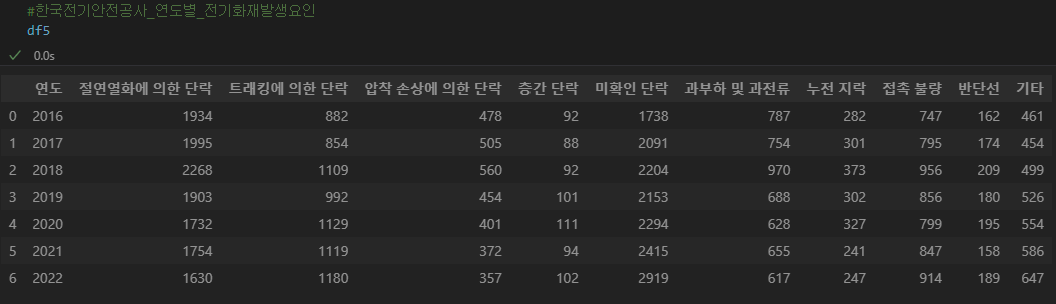 #한국전기안전공사_연도별_전기화재발생요인
df5
0.0s
연도 절연열화에 의한 단락 트래킹에 의한 단락 압착 손상에 의한 단락 층간 단락 미확인 단락 과부하 및 과전류 누전 지락 접촉 불량 반단선 기타
0 2016 1934 882 478 92 1738 787 282 747 162 461
1 2017 1995 854 505 88 2091 754 301 795 174 454
2 2018 2268 1109 560 92 2204 970 373 956 209 499
3 2019 1903 992 454 101 2153 688 302 856 180 526
4 2020 1732 1129 401 111 2294 628 327 799 195 554
5 2021 1754 1119 372 94 2415 655 241 847 158 586
6 2022 1630 1180 357 102 2919 617 247 914 189 647